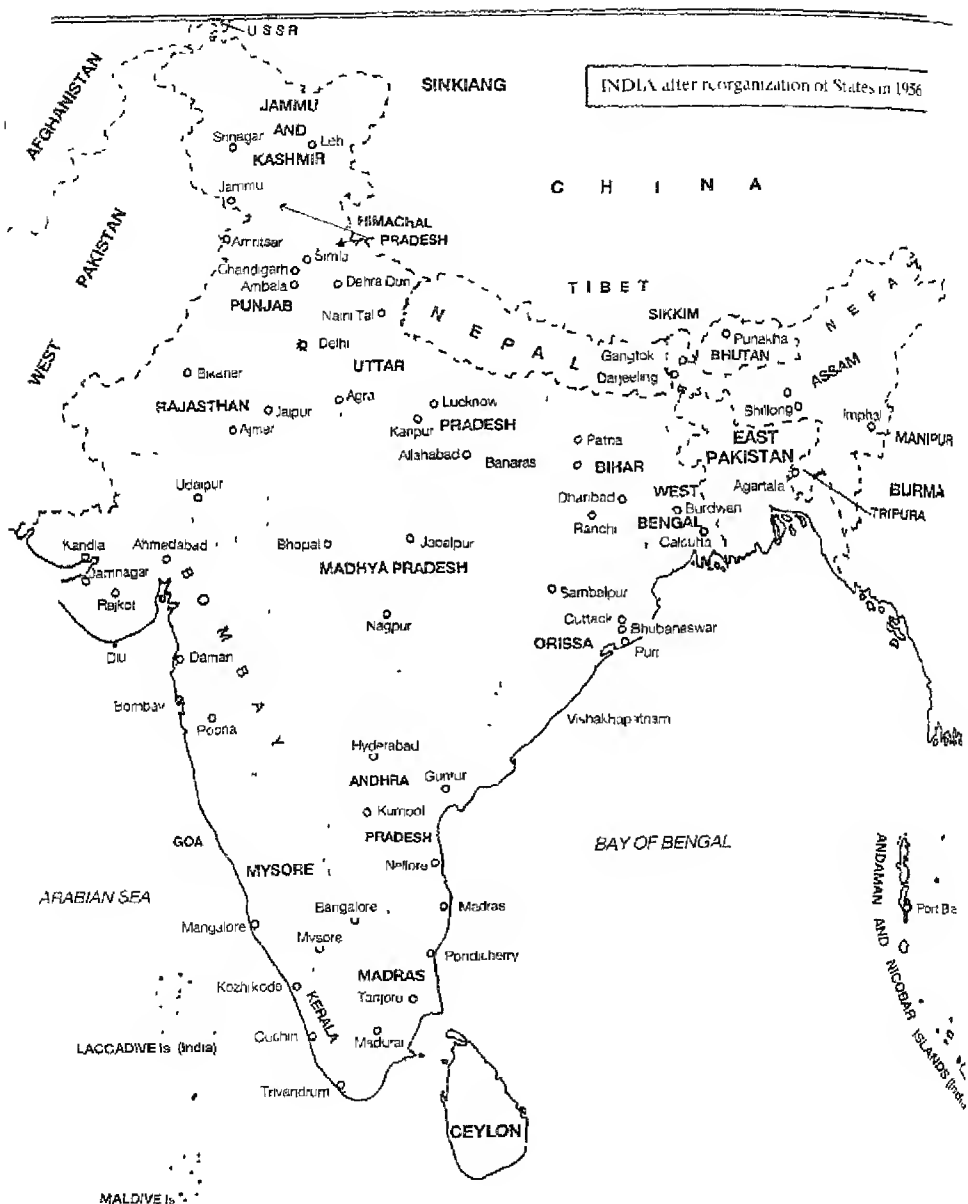 USSR
AFGHANISTAN
SINKIANG
INDIA after reorganization of States in 1956
JAMMU
AND
KASHMIR
Srinagar
Leh
Jammu
C H I N A
WEST PAKISTAN
HIMACHAL
PRADESH
Amritsar
Simla
Chandigarh
Ambala
Dehra Dun
PUNJAB
TIBET
Naini Tal
NEPAL
SIKKIM
NEFA
Punakha
BHUTAN
Gangtok
Darjeeling
Delhi
UTTAR
PRADESH
ASSAM
Bikaner
RAJASTHAN
Jaipur
Ajmer
Agra
Lucknow
Kanpur
Allahabad
Banaras
Patna
BIHAR
Shillong
Imphal
MANIPUR
EAST
PAKISTAN
Agartala
BURMA
TRIPURA
Udaipur
Dhanbad
Ranchi
WEST
BENGAL
Burdwan
Calcutta
Kandla
Ahmedabad
Jamnagar
Rajkot
Bhopal
Jabalpur
MADHYA PRADESH
BOMBAY
Nagpur
Sambalpur
Cuttack
Bhubaneswar
ORISSA
Puri
Diu
Daman
Bombay
Poona
Vishakhapatnam
Hyderabad
ANDHRA
PRADESH
Guntur
Kurnool
GOA
MYSORE
Nellore
BAY OF BENGAL
ARABIAN SEA
Bangalore
Madras
Mangalore
Mysore
Pondicherry
MADRAS
Kozhikode
KERALA
Tanjore
Cochin
Madurai
LACCADIVE Is (India)
Trivandrum
CEYLON
ANDAMAN AND NICOBAR ISLANDS (India
Port Bla
MALDIVE Is